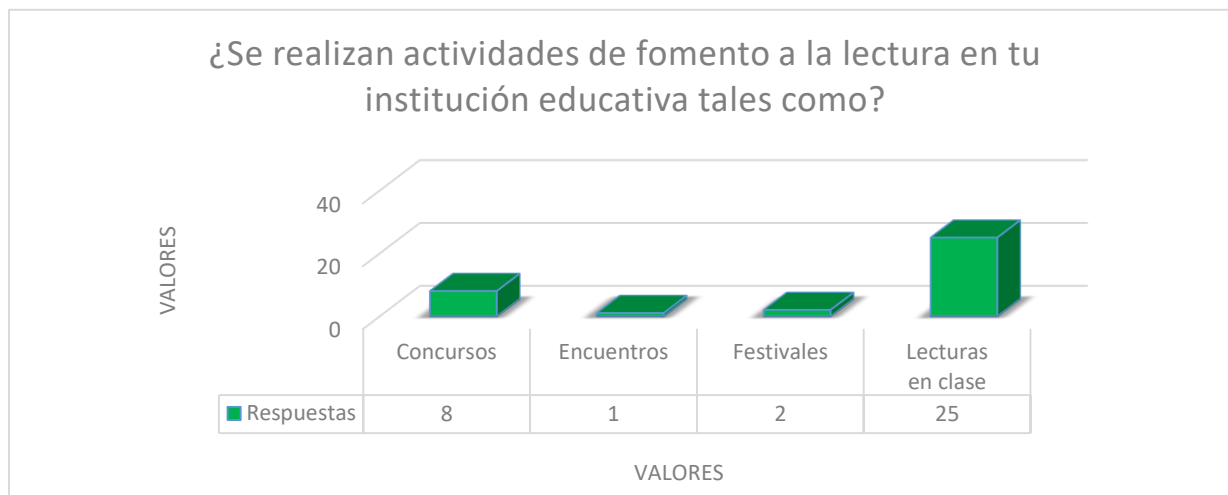 ¿Se realizan actividades de fomento a la lectura en tu
institución educativa tales como?
VALORES
40
20
0
Concursos Encuentros Festivales Lecturas
en clase
Respuestas 8 1 2 25
VALORES